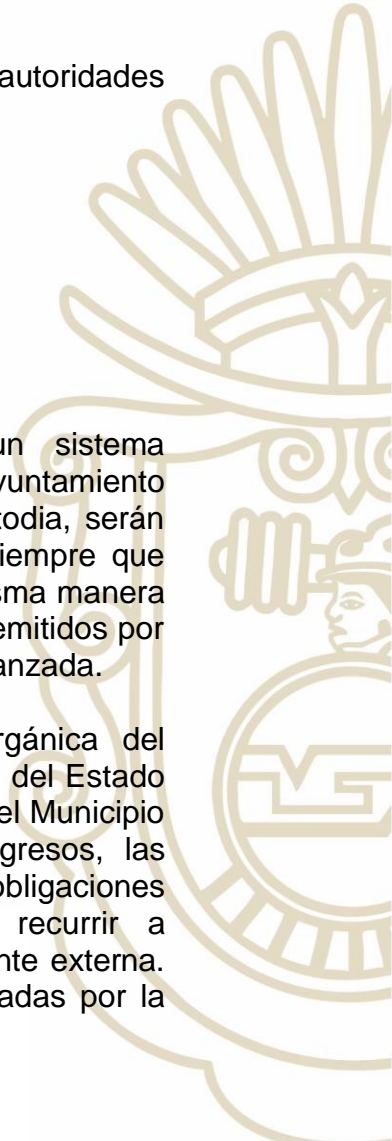 autoridades
un sistema
yuntamiento
todia, serán
siempre que
sma manera
emitidos por
anzada.
rgánica del
del Estado
el Municipio
gresos, las
obligaciones
recurrir a
nte externa.
adas por la